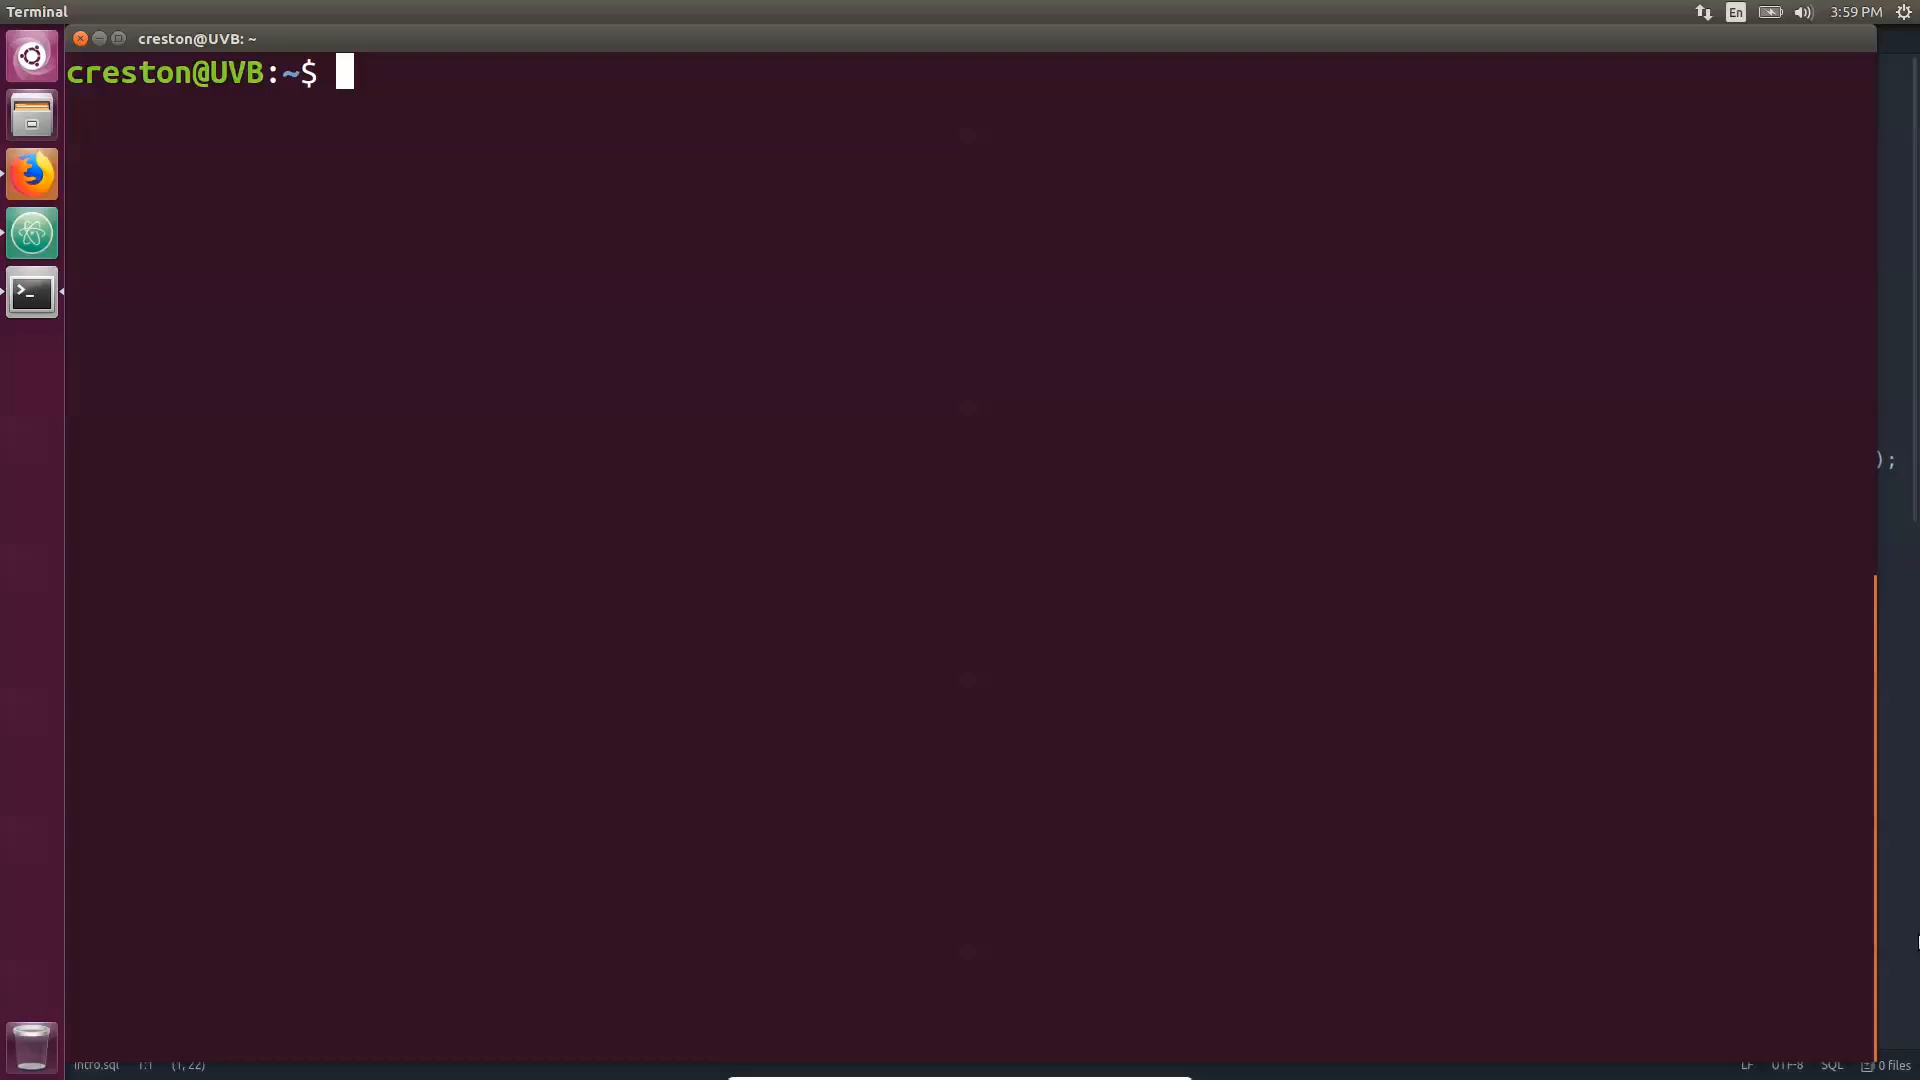 Terminal
En
3:59 PM
creston@UVB: ~
creston@UVB:~$
>_
);
intro.sql 1:1 (1, 22)
LF UTF-8 SQL 0 files